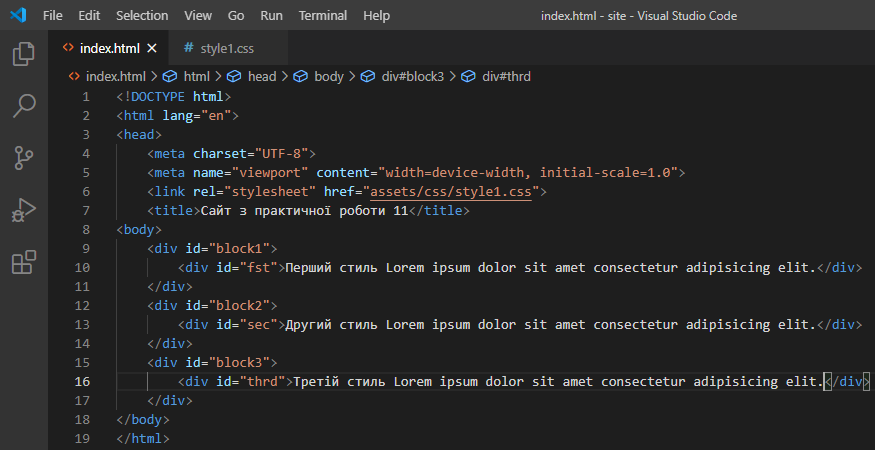 File Edit Selection View Go Run Terminal Help index.html - site - Visual Studio Code
index.html style1.css
index.html > html > head > body > div#block3 > div#thrd
1 <!DOCTYPE html>
2 <html lang="en">
3 <head>
4 <meta charset="UTF-8">
5 <meta name="viewport" content="width=device-width, initial-scale=1.0">
6 <link rel="stylesheet" href="assets/css/style1.css">
7 <title>Сайт з практичної роботи 11</title>
8 <body>
9 <div id="block1">
10 <div id="fst">Перший стиль Lorem ipsum dolor sit amet consectetur adipisicing elit.</div>
11 </div>
12 <div id="block2">
13 <div id="sec">Другий стиль Lorem ipsum dolor sit amet consectetur adipisicing elit.</div>
14 </div>
15 <div id="block3">
16 <div id="thrd">Третій стиль Lorem ipsum dolor sit amet consectetur adipisicing elit.</div>
17 </div>
18 </body>
19 </html>